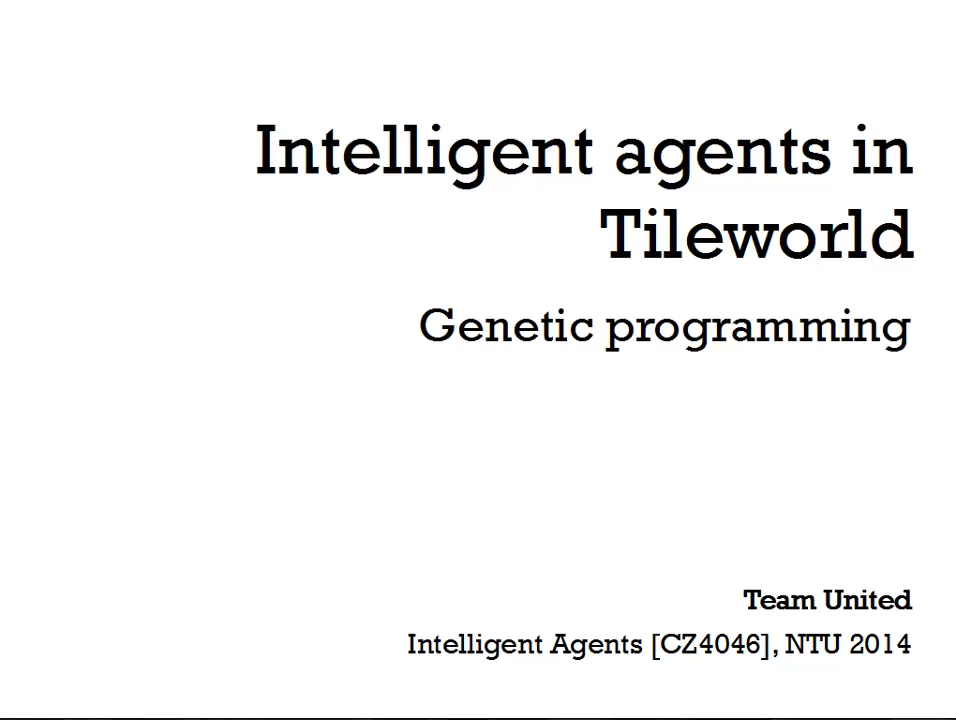 Intelligent agents in
Tileworld
Genetic programming
Team United
Intelligent Agents [CZ4046], NTU 2014